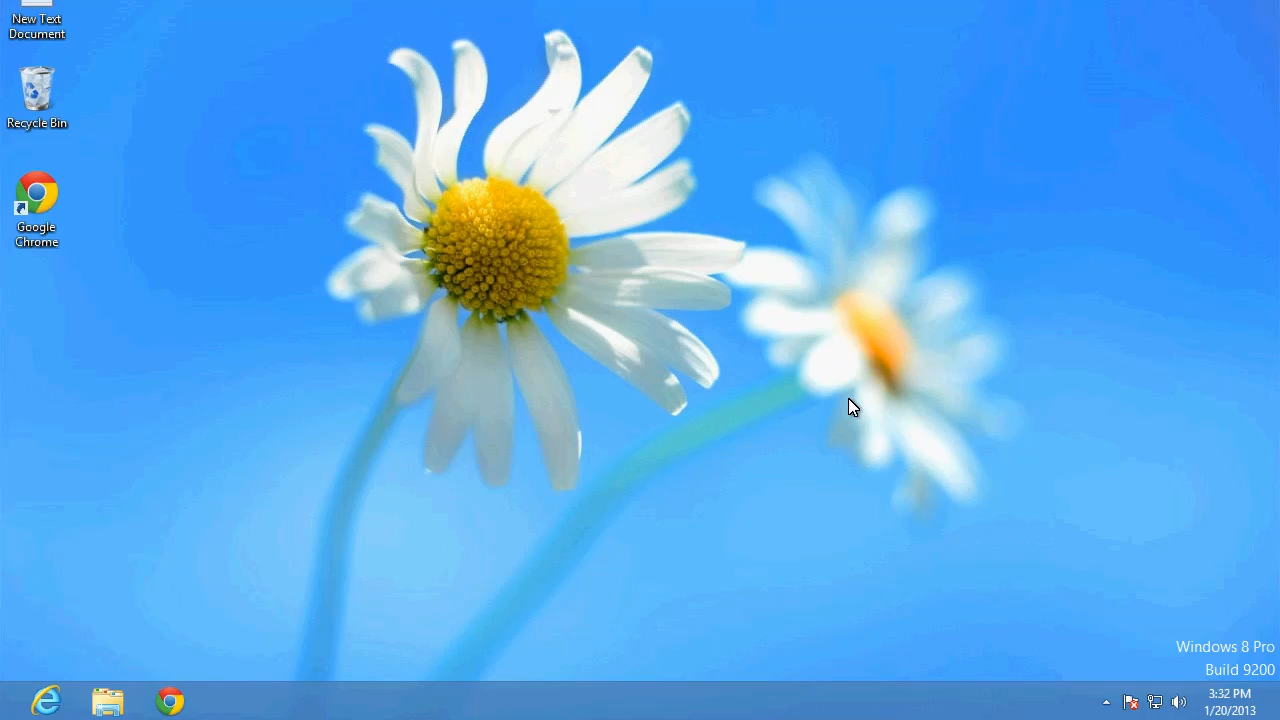 New Text
Document
Recycle Bin
Google
Chrome
Windows 8 Pro
Build 9200
3:32 PM
1/20/2013